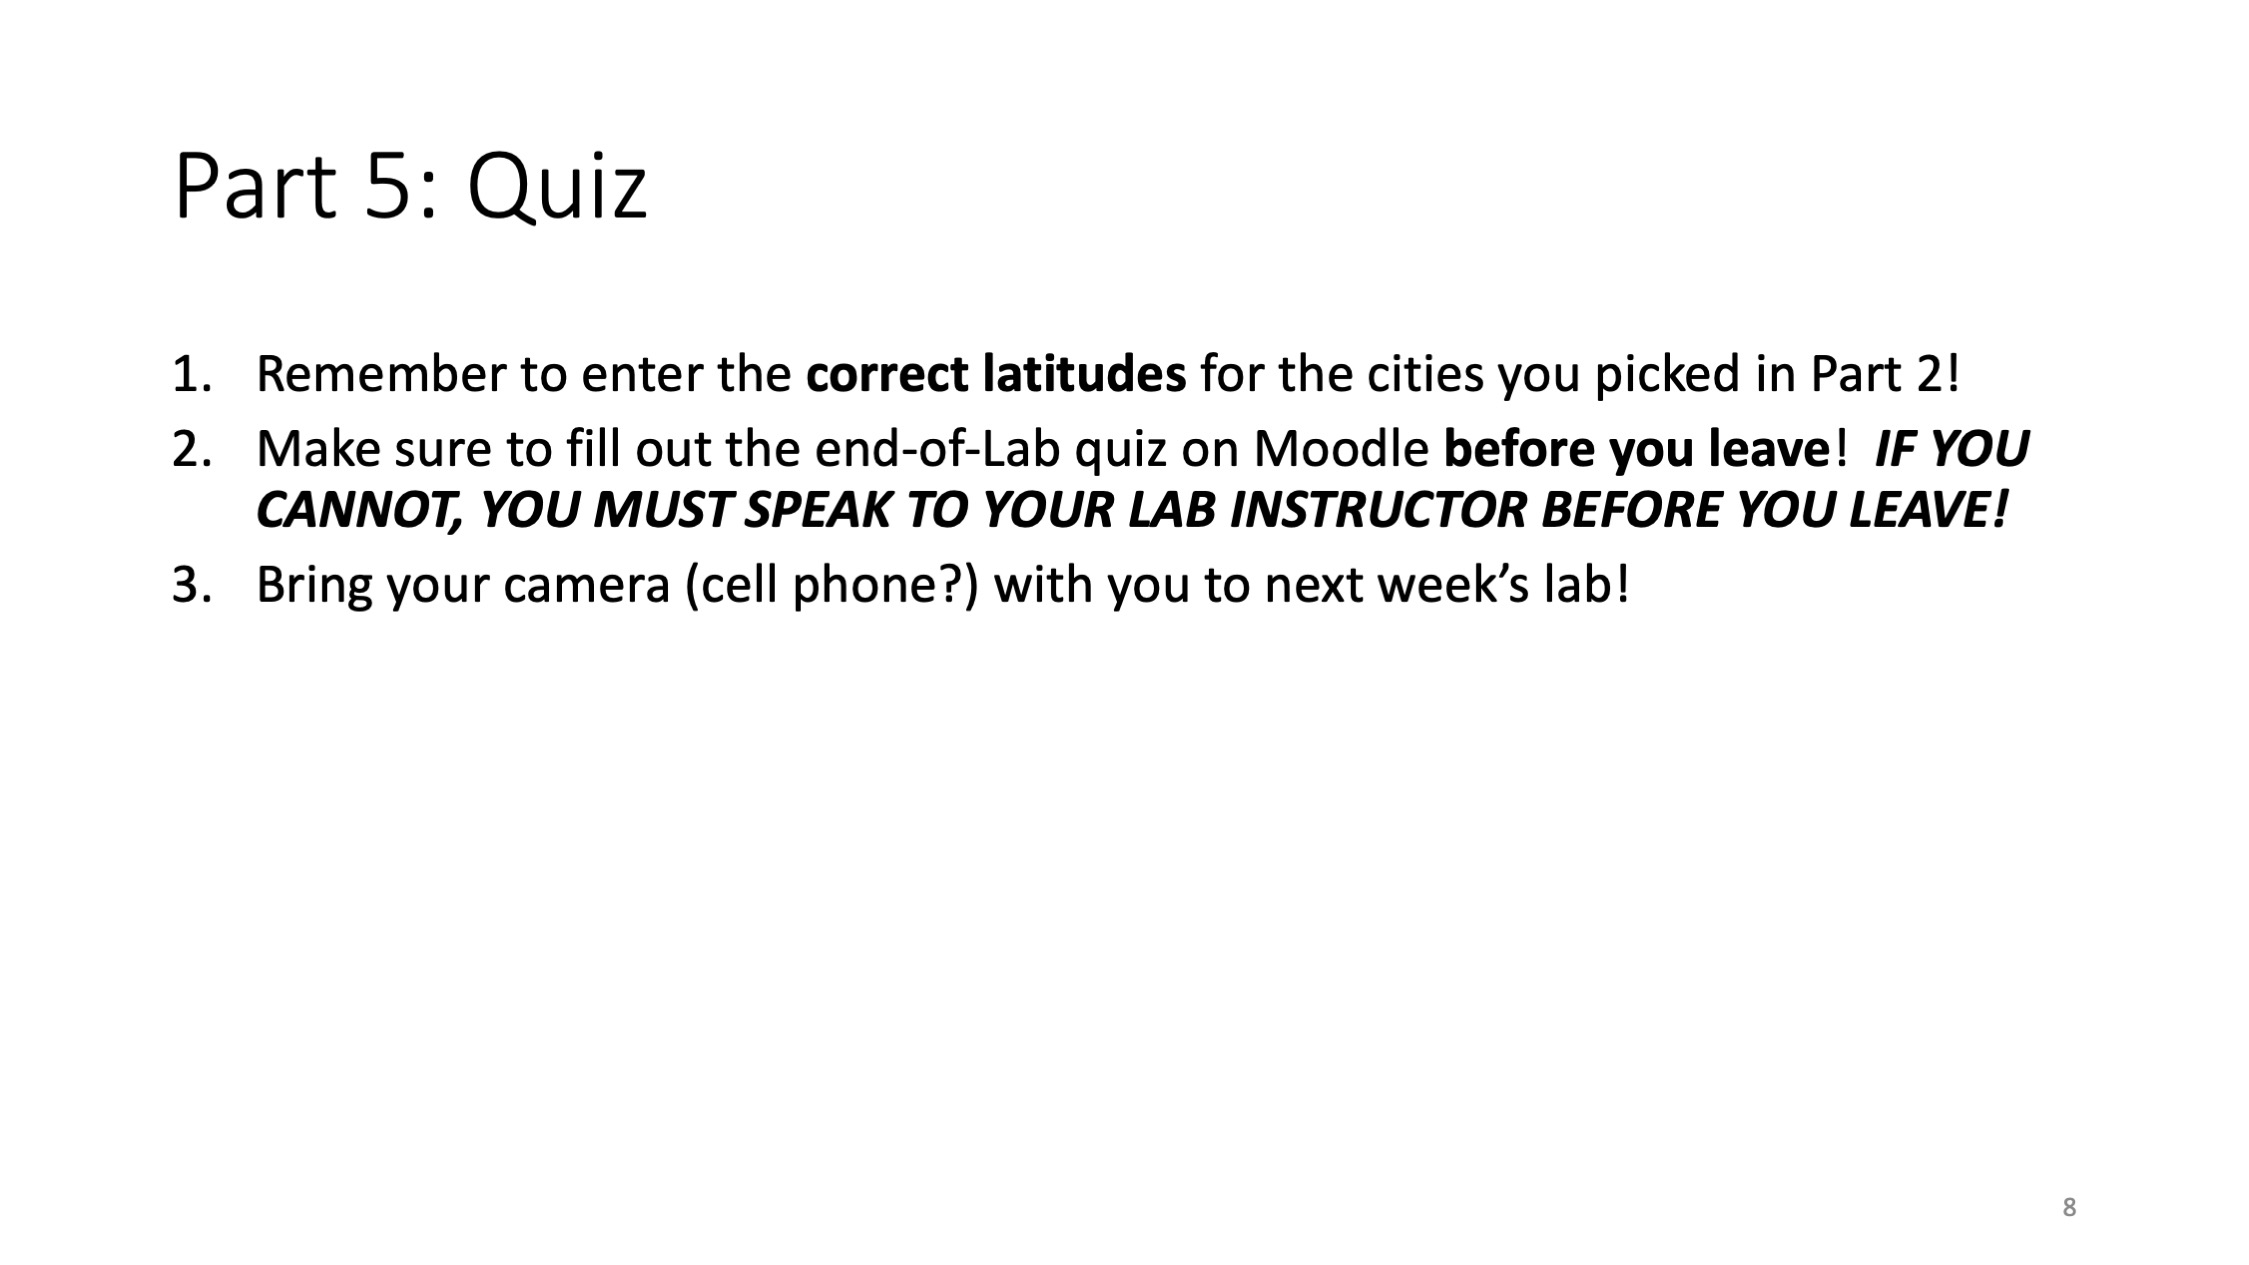 Part 5: Quiz
1. Remember to enter the correct latitudes for the cities you picked in Part 2!
2. Make sure to fill out the end-of-Lab quiz on Moodle before you leave! IF YOU
CANNOT, YOU MUST SPEAK TO YOUR LAB INSTRUCTOR BEFORE YOU LEAVE!
3. Bring your camera (cell phone?) with you to next week’s lab!
8